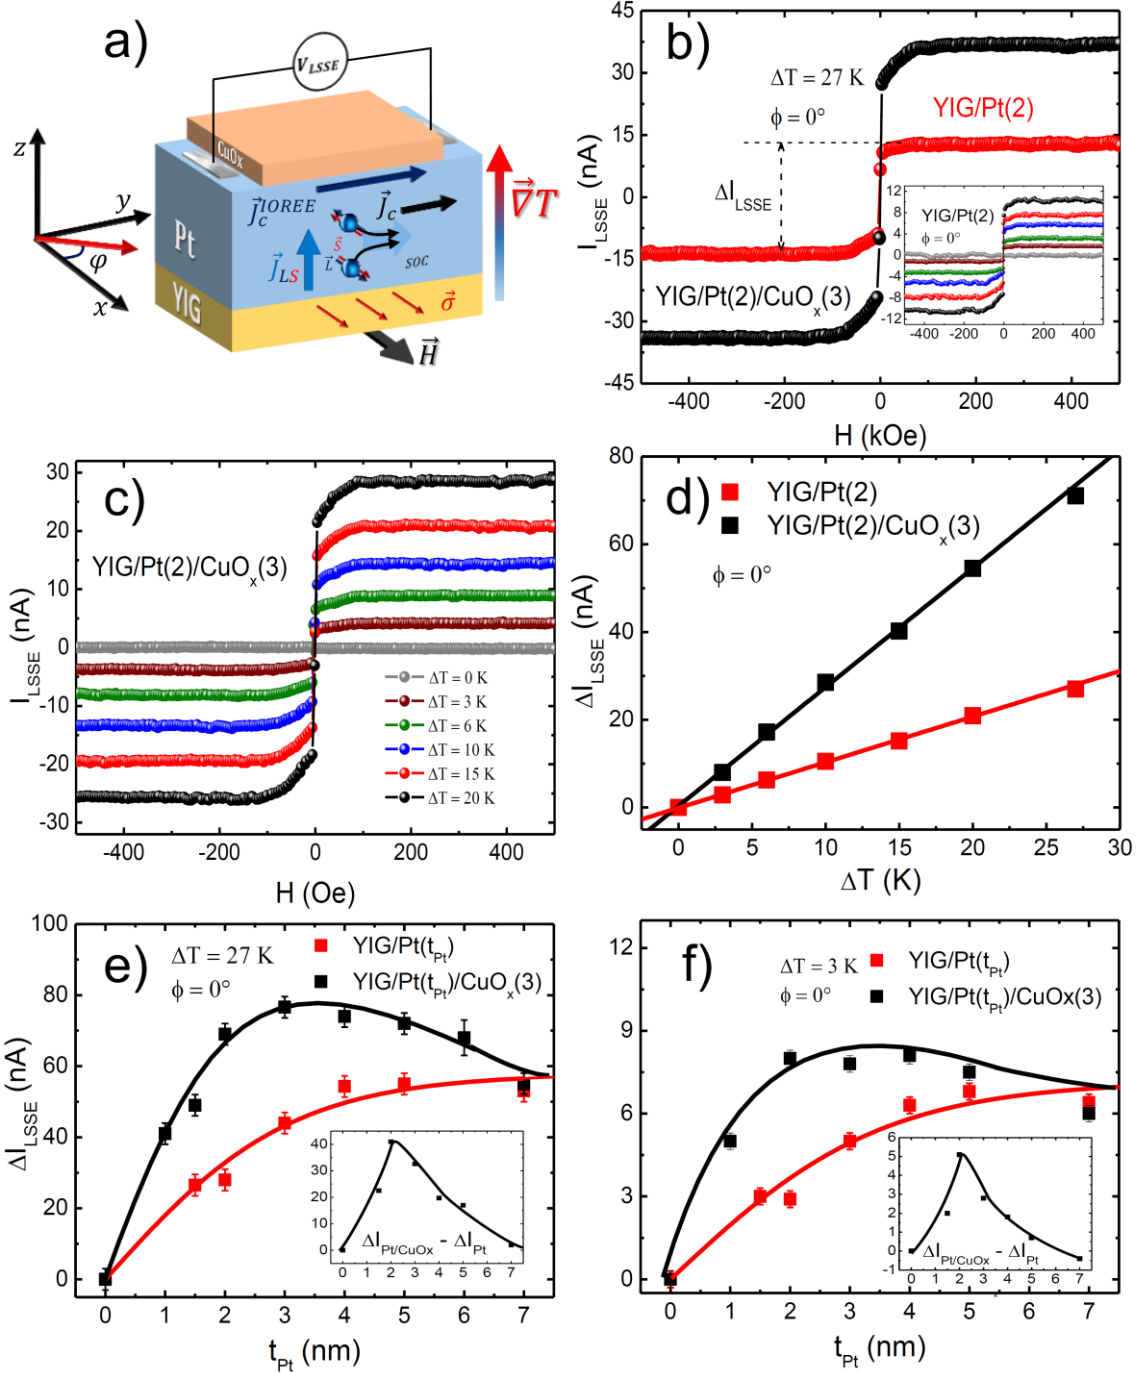 a)
V_LSSE
CuOx
z
y
φ
x
Pt
YIG
J_C^IOREE
J_C
J_LS
S
L
SOC
σ
H
∇T
b)
ΔT = 27 K
ϕ = 0°
YIG/Pt(2)
ΔI_LSSE
YIG/Pt(2)/CuO_x(3)
I_LSSE (nA)
45
30
15
0
-15
-30
-45
-400 -200 0 200 400
H (kOe)
YIG/Pt(2)
ϕ = 0°
12
8
4
0
-4
-8
-12
-400 -200 0 200 400
c)
YIG/Pt(2)/CuO_x(3)
I_LSSE (nA)
30
20
10
0
-10
-20
-30
ΔT = 0 K
ΔT = 3 K
ΔT = 6 K
ΔT = 10 K
ΔT = 15 K
ΔT = 20 K
-400 -200 0 200 400
H (Oe)
d)
YIG/Pt(2)
YIG/Pt(2)/CuO_x(3)
ϕ = 0°
ΔI_LSSE (nA)
80
60
40
20
0
0 5 10 15 20 25 30
ΔT (K)
e)
ΔT = 27 K
ϕ = 0°
YIG/Pt(t_Pt)
YIG/Pt(t_Pt)/CuO_x(3)
ΔI_LSSE (nA)
100
80
60
40
20
0
0 1 2 3 4 5 6 7
t_Pt (nm)
40
30
20
10
0
ΔI_Pt/CuOx - ΔI_Pt
0 1 2 3 4 5 6 7
f)
ΔT = 3 K
ϕ = 0°
YIG/Pt(t_Pt)
YIG/Pt(t_Pt)/CuOx(3)
12
9
6
3
0
0 1 2 3 4 5 6 7
t_Pt (nm)
6
5
4
3
2
1
0
-1
ΔI_Pt/CuOx - ΔI_Pt
0 1 2 3 4 5 6 7